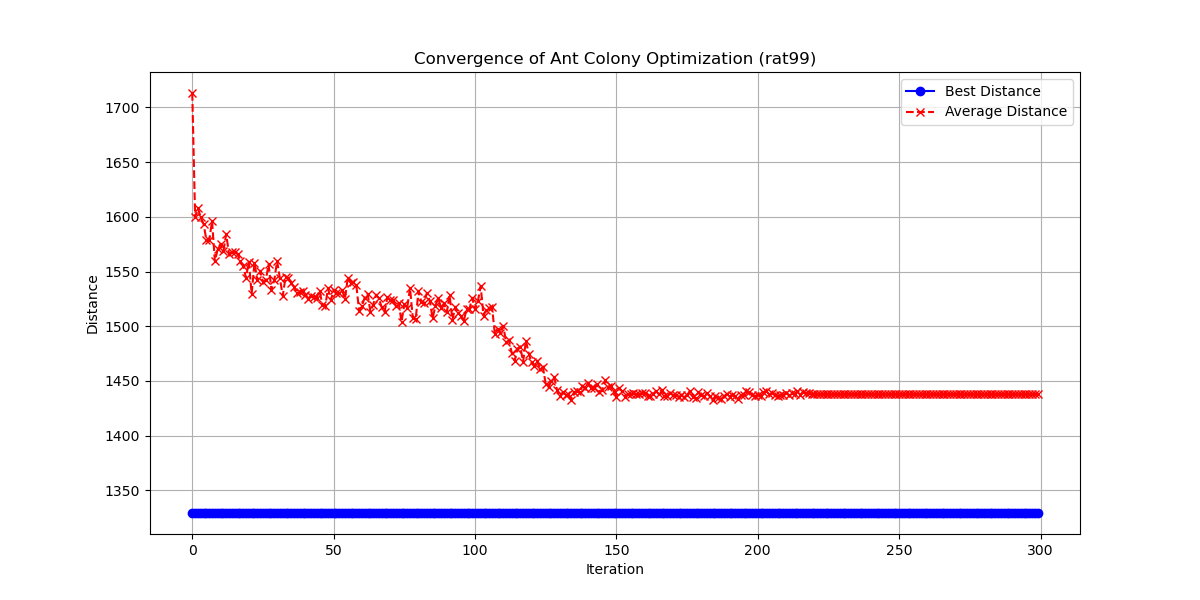 Convergence of Ant Colony Optimization (rat99)
Best Distance
Average Distance
Distance
1700
1650
1600
1550
1500
1450
1400
1350
0 50 100 150 200 250 300
Iteration